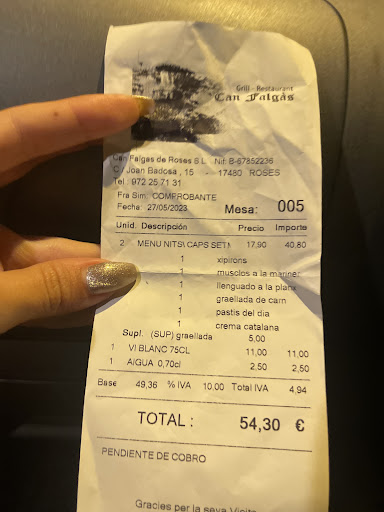 Grill - Restaurant
Can Falgàs
Can Falgas de Roses S.L. Nif: B-67852236
C / Joan Badosa , 15 - 17480 ROSES
Tel : 972 25 71 31
Fra Sim. COMPROBANTE
Fecha: 27/05/2023 Mesa: 005
Unid. Descripción Precio Importe
2 MENU NITS\ CAPS SETM 17,90 40,80
1 xipirons
1 musclos a la mariner
1 llenguado a la plana
1 graellada de carn
1 pastis del dia
1 crema catalana
Supl. (SUP) graellada 5,00
1 VI BLANC 75CL 11,00 11,00
1 AIGUA 0,70cl 2,50 2,50
Base 49,36 % IVA 10,00 Total IVA 4,94
TOTAL : 54,30 €
PENDIENTE DE COBRO
Gracies per la seva Visita